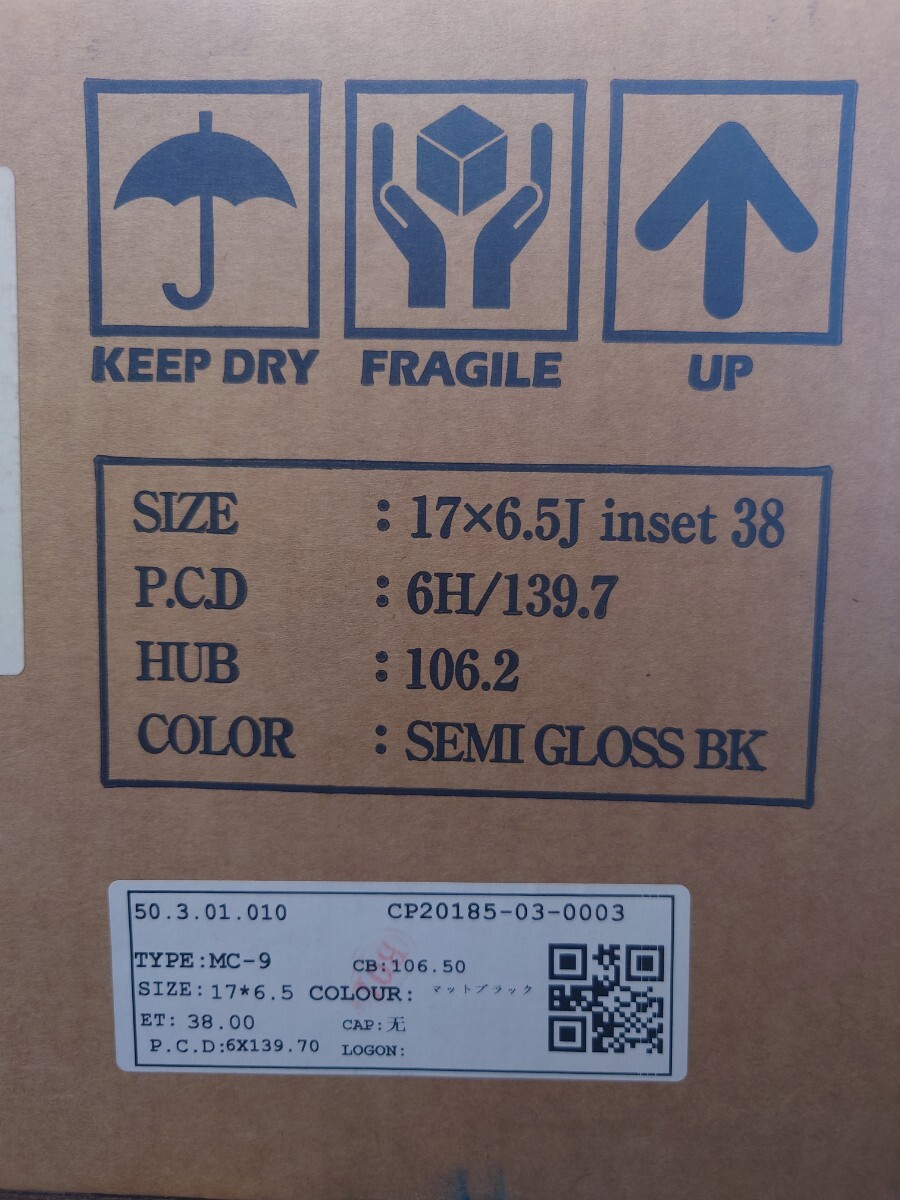 KEEP DRY FRAGILE UP
SIZE : 17×6.5J inset 38
P.C.D : 6H/139.7
HUB : 106.2
COLOR : SEMI GLOSS BK
50.3.01.010 CP20185-03-0003
TYPE:MC-9 CB:106.50
SIZE:17*6.5 COLOUR: マットブラック
ET: 38.00 CAP:无
P.C.D:6X139.70 LOGON: